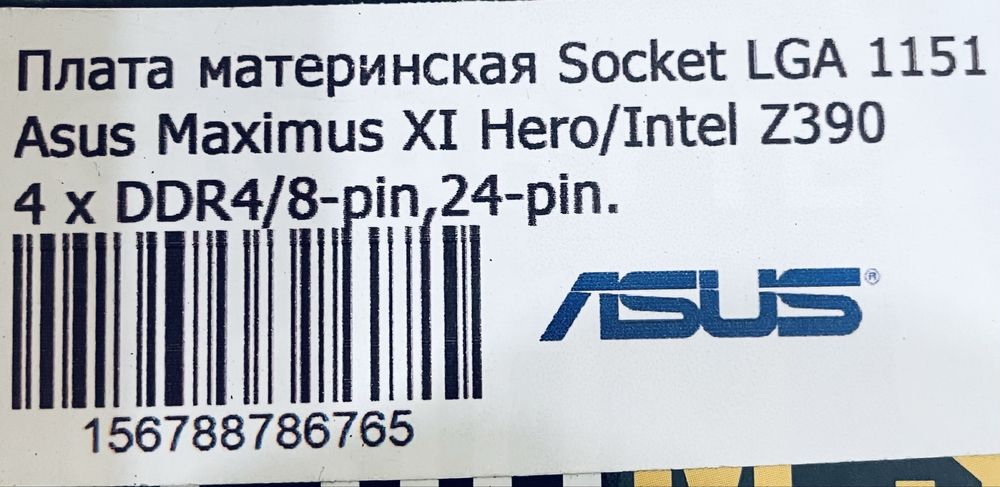 Плата материнская Socket LGA 1151
Asus Maximus XI Hero/Intel Z390
4 x DDR4/8-pin,24-pin.
ASUS®
156788786765